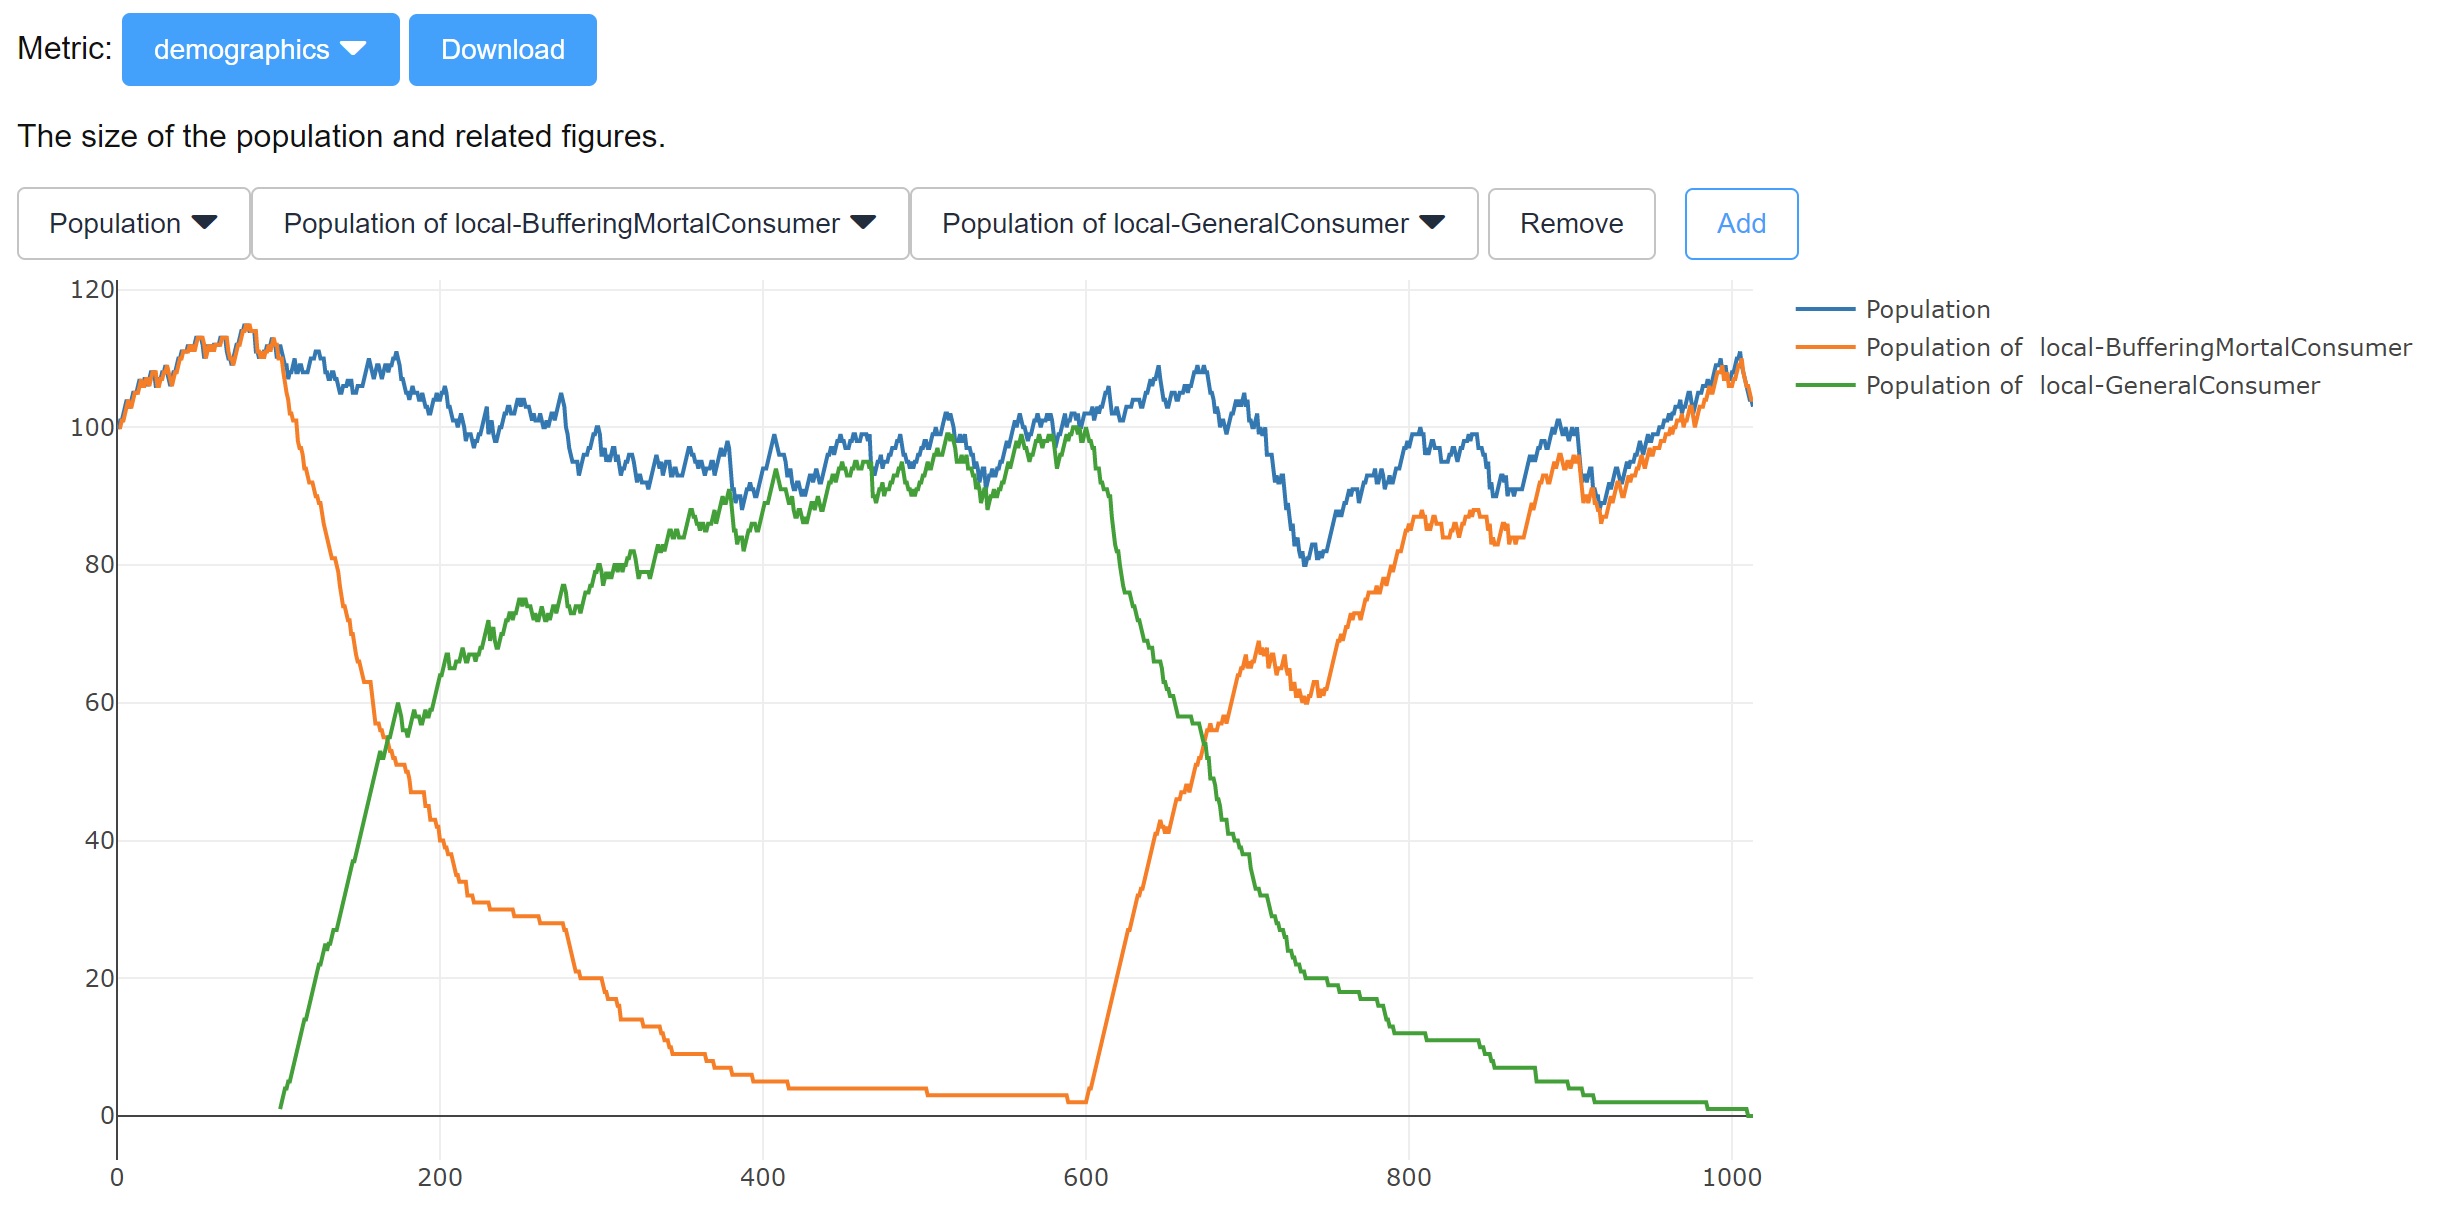 Metric: demographics Download
The size of the population and related figures.
Population Population of local-BufferingMortalConsumer Population of local-GeneralConsumer Remove Add
120
100
80
60
40
20
0
0 200 400 600 800 1000
Population
Population of local-BufferingMortalConsumer
Population of local-GeneralConsumer